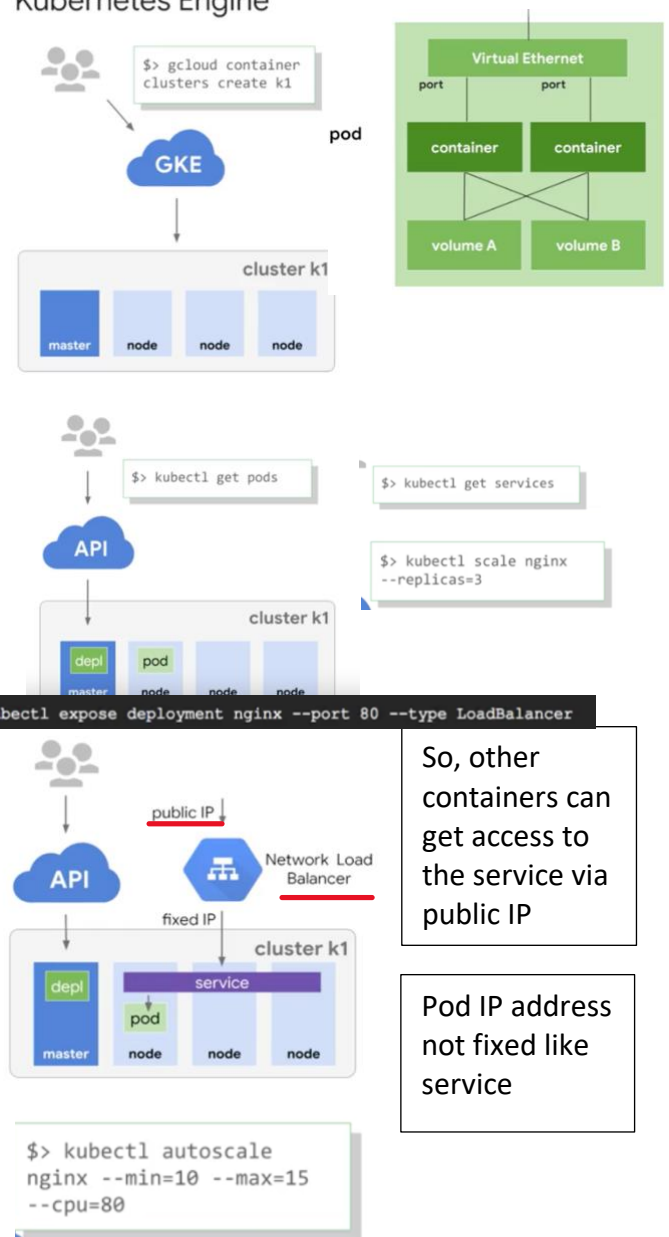 Kubernetes Engine
$> gcloud container
clusters create k1
GKE
cluster k1
master
node
node
node
pod
Virtual Ethernet
port
port
container
container
volume A
volume B
$> kubectl get pods
API
cluster k1
depl
pod
master
node
node
node
$> kubectl get services
$> kubectl scale nginx
--replicas=3
bectl expose deployment nginx --port 80 --type LoadBalancer
public IP
API
Network Load
Balancer
fixed IP
cluster k1
depl
service
pod
master
node
node
node
So, other
containers can
get access to
the service via
public IP
Pod IP address
not fixed like
service
$> kubectl autoscale
nginx --min=10 --max=15
--cpu=80